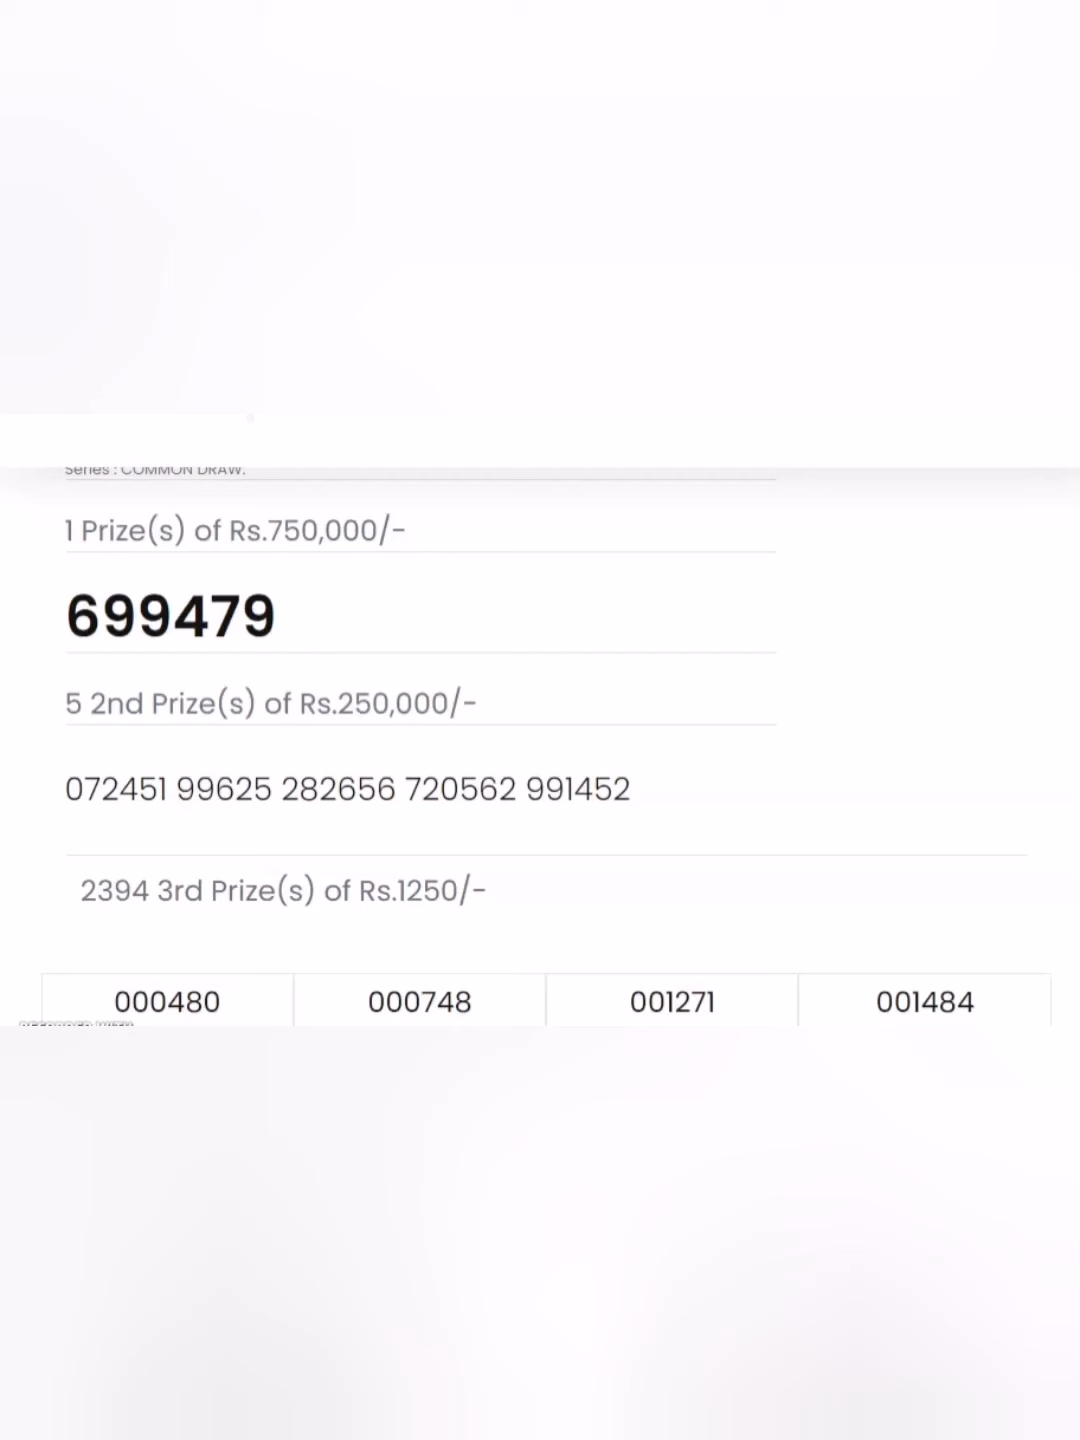 Series : COMMON DRAW.
1 Prize(s) of Rs.750,000/-
699479
5 2nd Prize(s) of Rs.250,000/-
072451 99625 282656 720562 991452
2394 3rd Prize(s) of Rs.1250/-
000480 000748 001271 001484